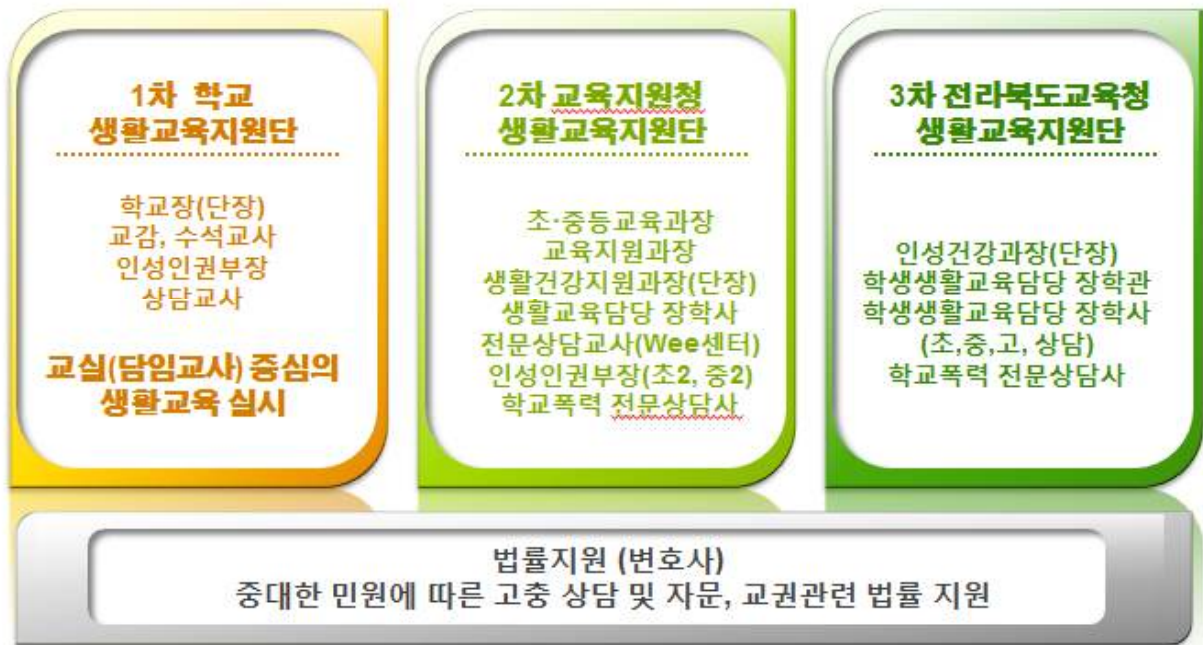 1차 학교
생활교육지원단
학교장(단장)
교감, 수석교사
인성인권부장
상담교사
교실(담임교사) 중심의
생활교육 실시
2차 교육지원청
생활교육지원단
초·중등교육과장
교육지원과장
생활건강지원과장(단장)
생활교육담당 장학사
전문상담교사(Wee센터)
인성인권부장(초2, 중2)
학교폭력 전문상담사
3차 전라북도교육청
생활교육지원단
인성건강과장(단장)
학생생활교육담당 장학관
학생생활교육담당 장학사
(초,중,고, 상담)
학교폭력 전문상담사
법률지원 (변호사)
중대한 민원에 따른 고충 상담 및 자문, 교권관련 법률 지원